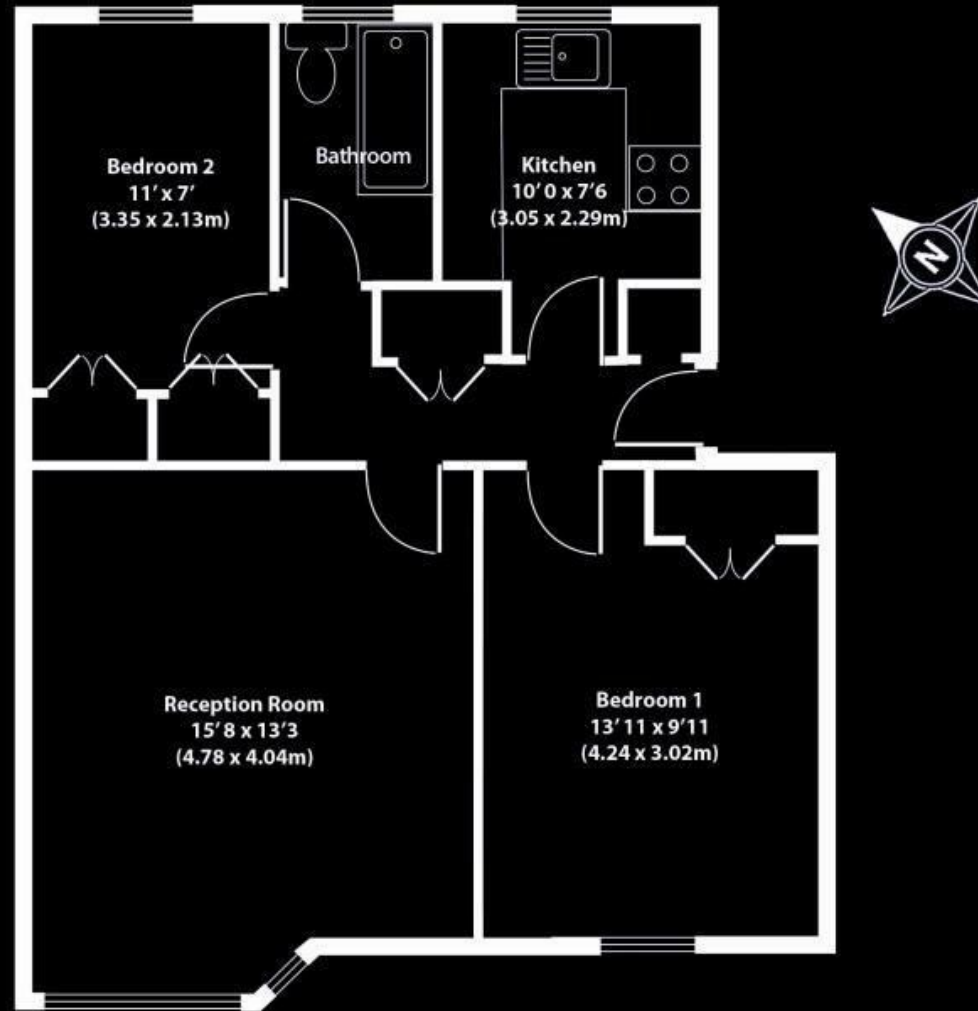 Bedroom 2
11' x 7'
(3.35 x 2.13m)
Bathroom
Kitchen
10' 0 x 7'6
(3.05 x 2.29m)
N
Reception Room
15' 8 x 13'3
(4.78 x 4.04m)
Bedroom 1
13' 11 x 9'11
(4.24 x 3.02m)